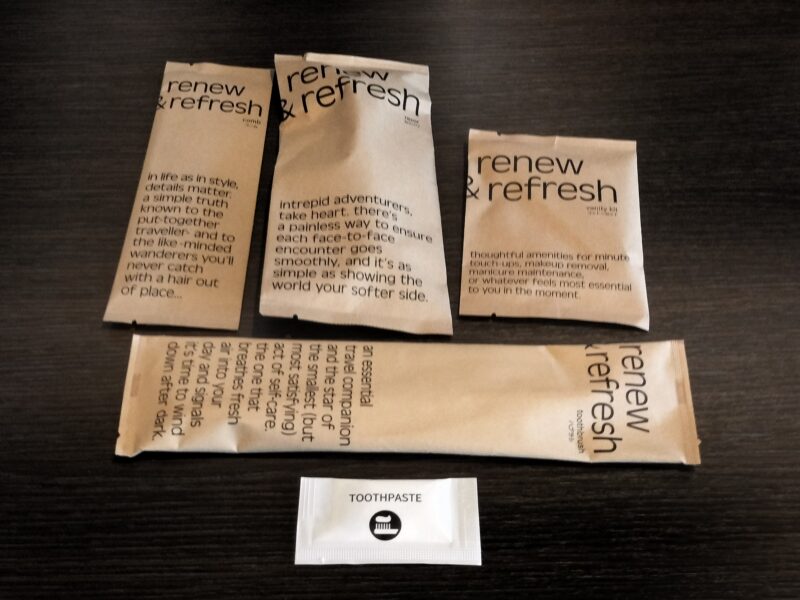 renew
& refresh
comb
in life as in style,
details matter.
a simple truth
known to the
put-together
traveller- and to
the like-minded
wanderers you'll
never catch
with a hair out
of place...
renew
& refresh
razor
intrepid adventurers,
take heart. there's
a painless way to ensure
each face-to-face
encounter goes
smoothly, and it's as
simple as showing the
world your softer side.
renew
& refresh
vanity kit
thoughtful amenities for minute
touch-ups, makeup removal,
manicure maintenance,
or whatever feels most essential
to you in the moment.
renew
& refresh
toothbrush
an essential
travel companion
and the star of
the smallest (but
most satisfying)
act of self-care.
the one that
breathes fresh
air into your
day and signals
it's time to wind
down after dark.
TOOTHPASTE